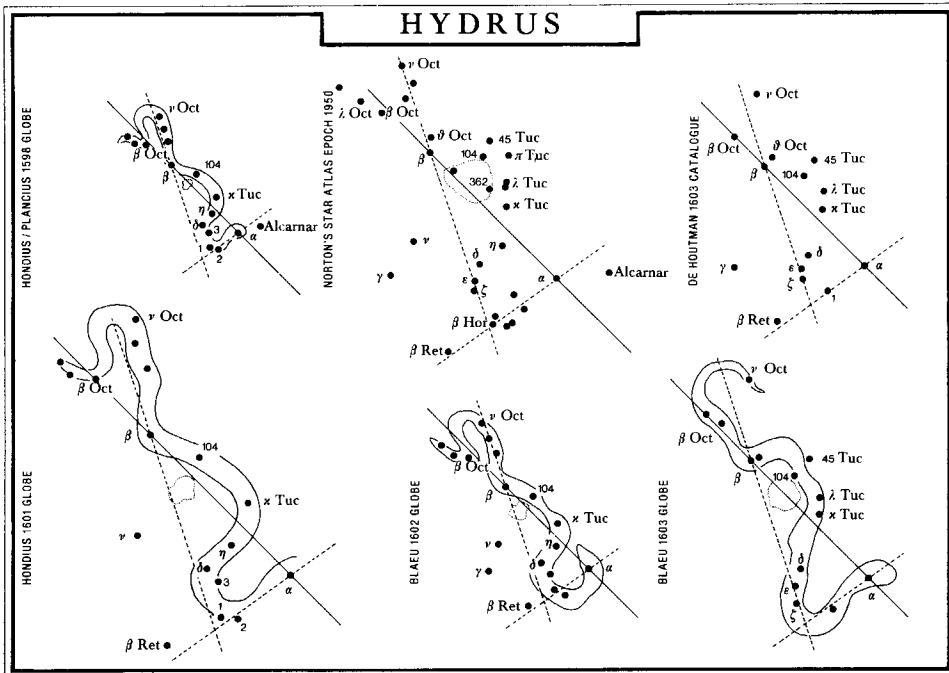 HYDRUS
HONDIUS / PLANCIUS 1598 GLOBE
ν Oct
β Oct
104
β
ϰ Tuc
η
δ
3
Alcarnar
α
1
2
NORTON'S STAR ATLAS EPOCH 1950
ν Oct
λ Oct
β Oct
ϑ Oct
45 Tuc
β
104
π Tuc
362
λ Tuc
ϰ Tuc
ν
η
δ
γ
ε
α
Alcarnar
ζ
β Hor
β Ret
DE HOUTMAN 1603 CATALOGUE
ν Oct
β Oct
ϑ Oct
45 Tuc
β
104
λ Tuc
ϰ Tuc
δ
γ
ε
α
ζ
1
β Ret
HONDIUS 1601 GLOBE
ν Oct
β Oct
β
104
ϰ Tuc
ν
η
δ
3
α
1
2
β Ret
BLAEU 1602 GLOBE
ν Oct
β Oct
β
104
ϰ Tuc
ν
η
γ
δ
α
β Ret
BLAEU 1603 GLOBE
ν Oct
β Oct
45 Tuc
β
104
λ Tuc
ϰ Tuc
δ
ε
α
ζ